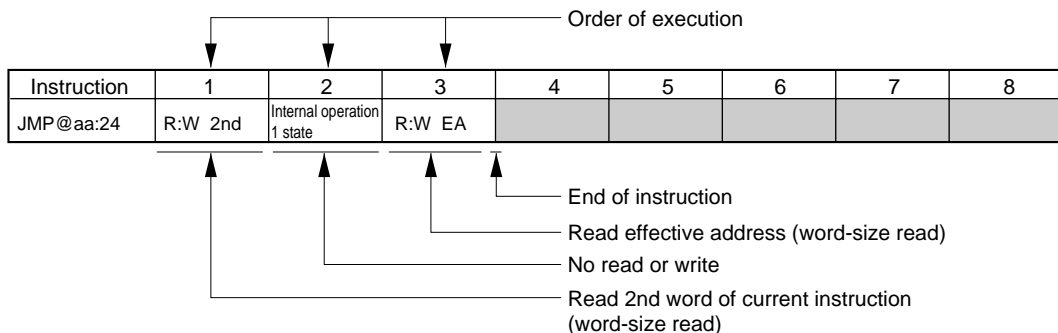 Order of execution
Instruction 1 2 3 4 5 6 7 8
JMP@aa:24 R:W 2nd Internal operation 1 state R:W EA
End of instruction
Read effective address (word-size read)
No read or write
Read 2nd word of current instruction
(word-size read)